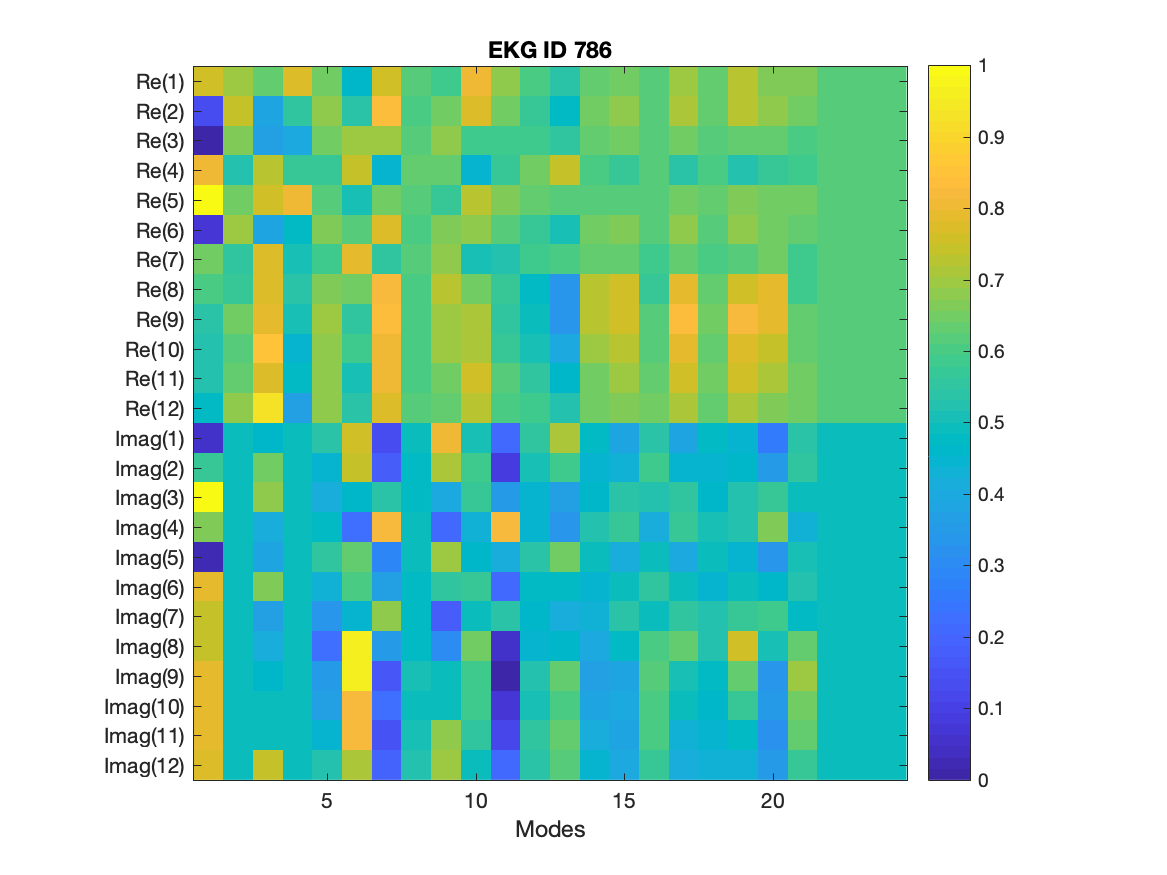 EKG ID 786
Re(1)
Re(2)
Re(3)
Re(4)
Re(5)
Re(6)
Re(7)
Re(8)
Re(9)
Re(10)
Re(11)
Re(12)
Imag(1)
Imag(2)
Imag(3)
Imag(4)
Imag(5)
Imag(6)
Imag(7)
Imag(8)
Imag(9)
Imag(10)
Imag(11)
Imag(12)
5 10 15 20
Modes
1
0.9
0.8
0.7
0.6
0.5
0.4
0.3
0.2
0.1
0